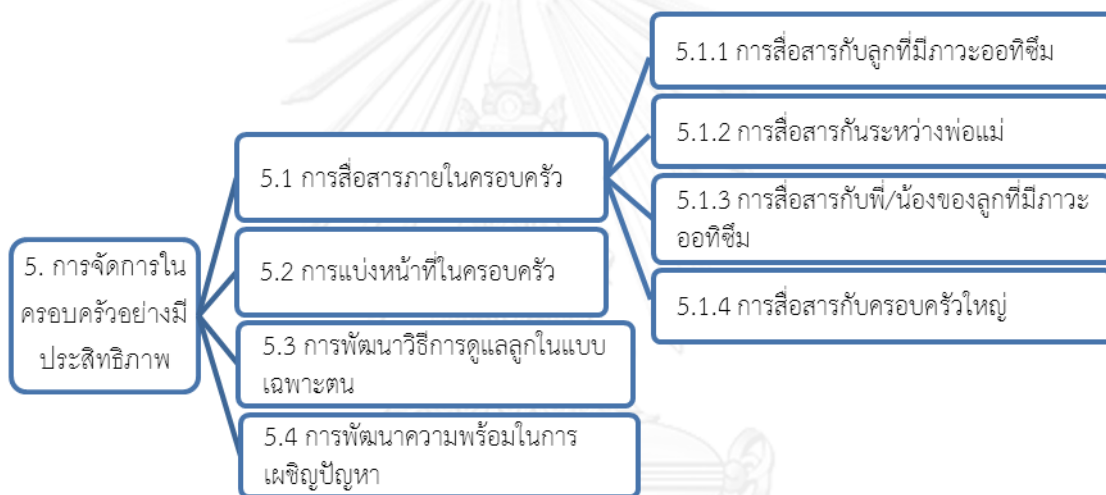 5. การจัดการใน
ครอบครัวอย่างมี
ประสิทธิภาพ
5.1 การสื่อสารภายในครอบครัว
5.2 การแบ่งหน้าที่ในครอบครัว
5.3 การพัฒนาวิธีการดูแลลูกในแบบ
เฉพาะตน
5.4 การพัฒนาความพร้อมในการ
เผชิญปัญหา
5.1.1 การสื่อสารกับลูกที่มีภาวะออทิซึม
5.1.2 การสื่อสารกันระหว่างพ่อแม่
5.1.3 การสื่อสารกับพี่/น้องของลูกที่มีภาวะ
ออทิซึม
5.1.4 การสื่อสารกับครอบครัวใหญ่